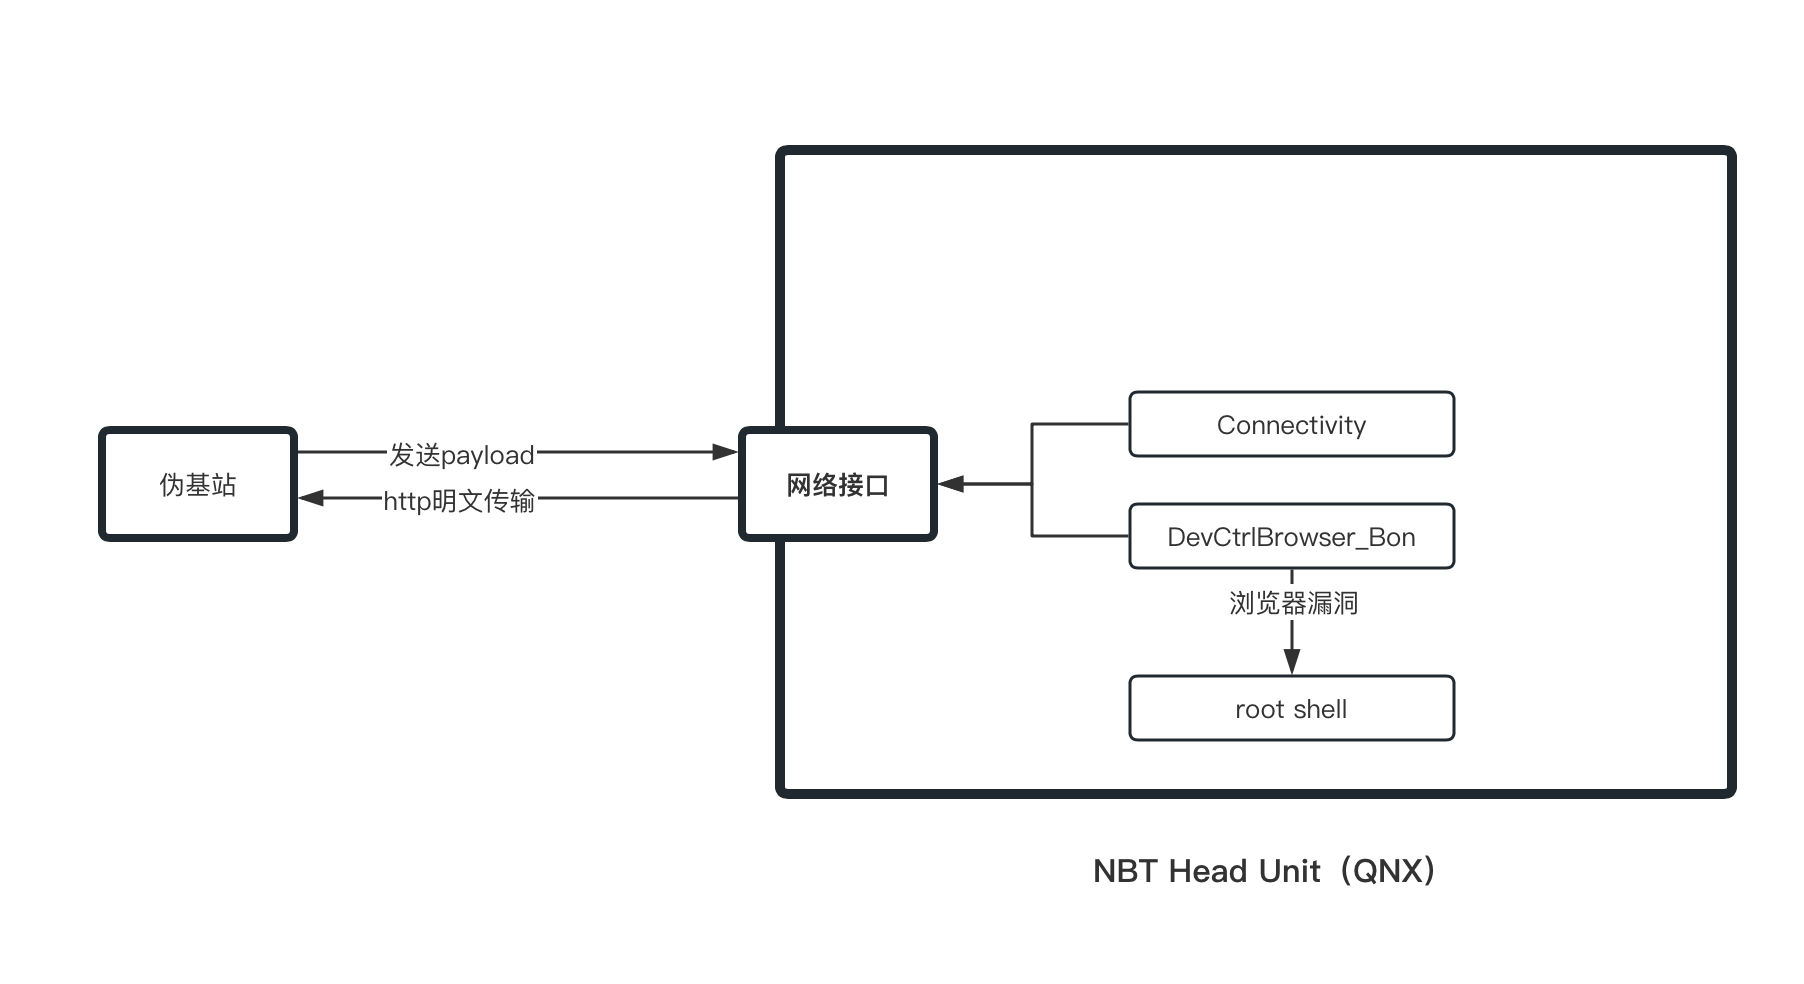 伪基站
发送payload
http明文传输
网络接口
Connectivity
DevCtrlBrowser_Bon
浏览器漏洞
root shell
NBT Head Unit（QNX）